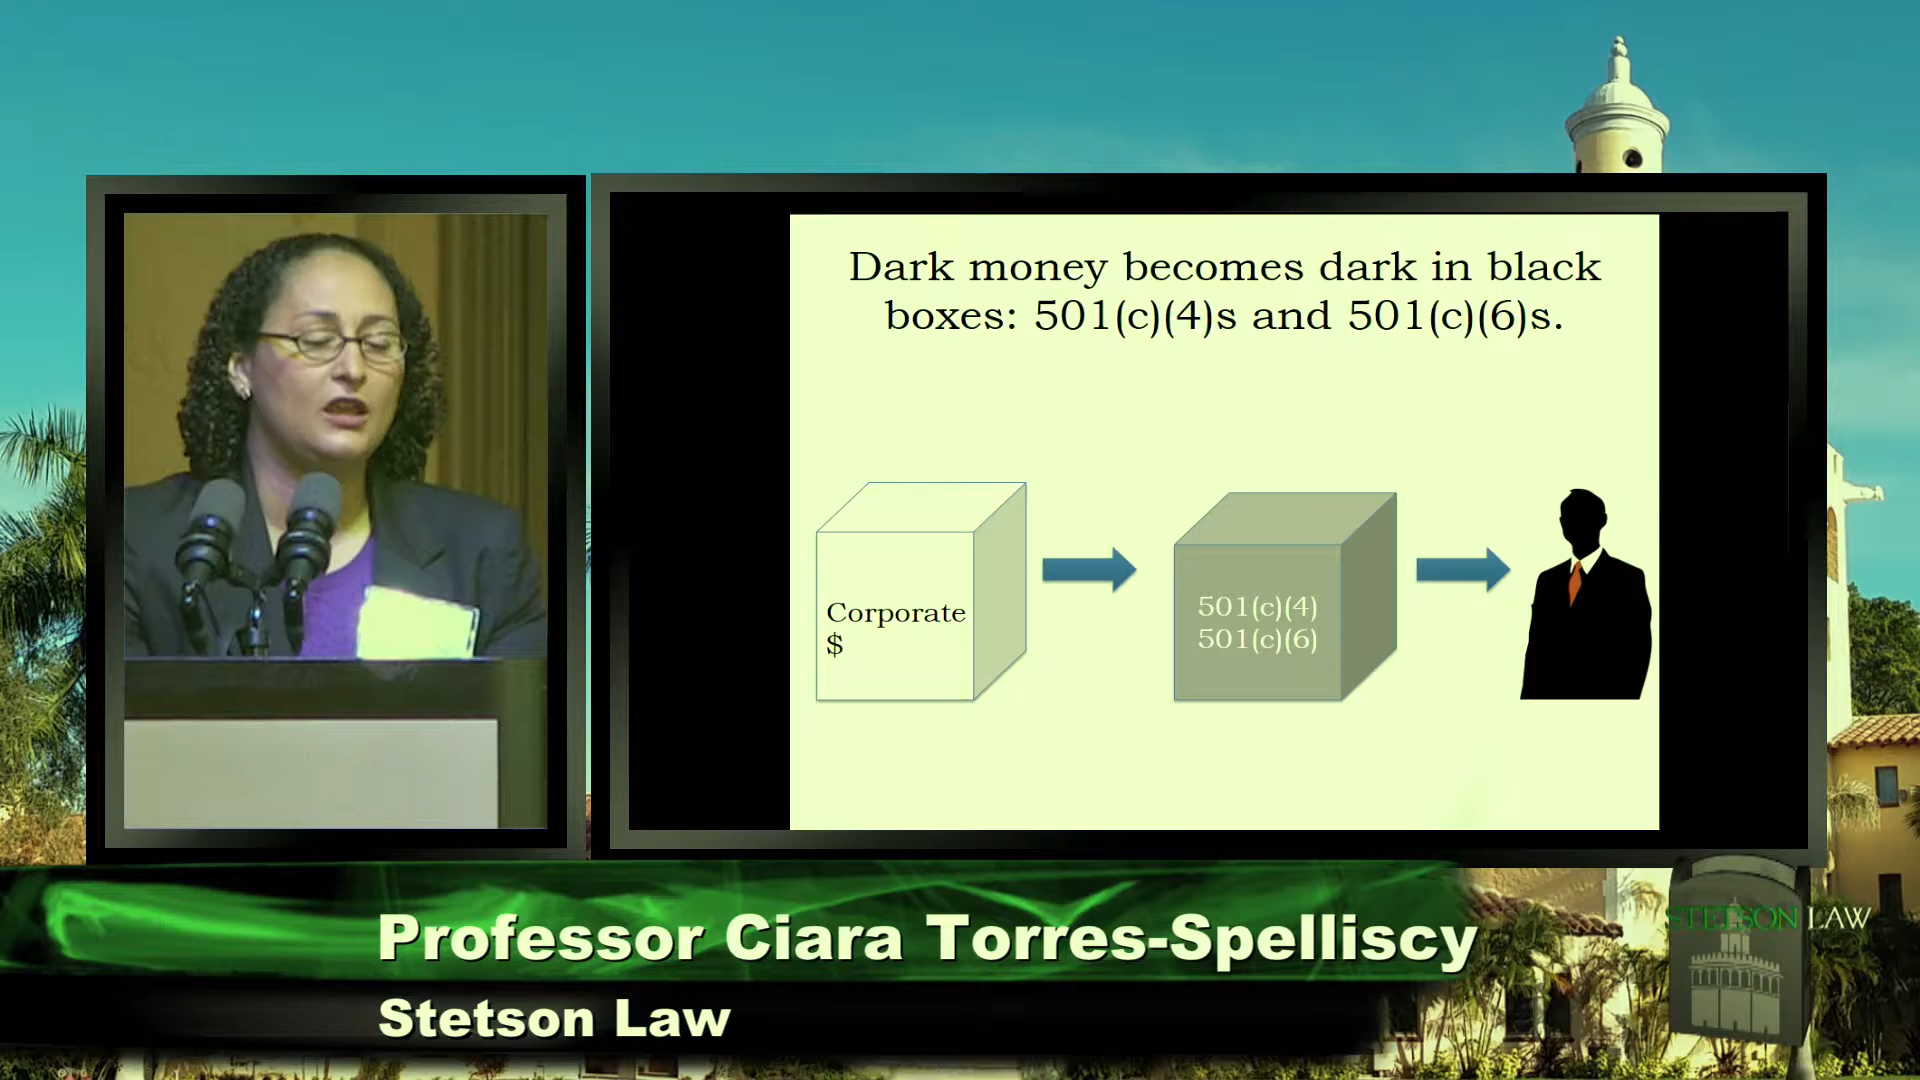 Dark money becomes dark in black
boxes: 501(c)(4)s and 501(c)(6)s.
Corporate
$
501(c)(4)
501(c)(6)
Professor Ciara Torres-Spelliscy
Stetson Law
STETSON LAW